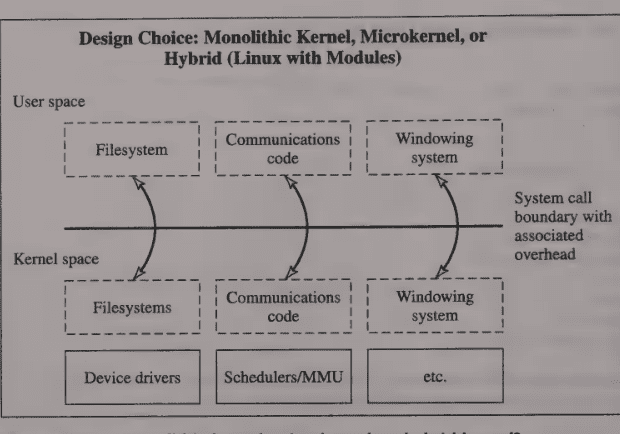 Design Choice: Monolithic Kernel, Microkernel, or
Hybrid (Linux with Modules)
User space
Filesystem
Communications
code
Windowing
system
System call
boundary with
associated
overhead
Kernel space
Filesystems
Communications
code
Windowing
system
Device drivers
Schedulers/MMU
etc.